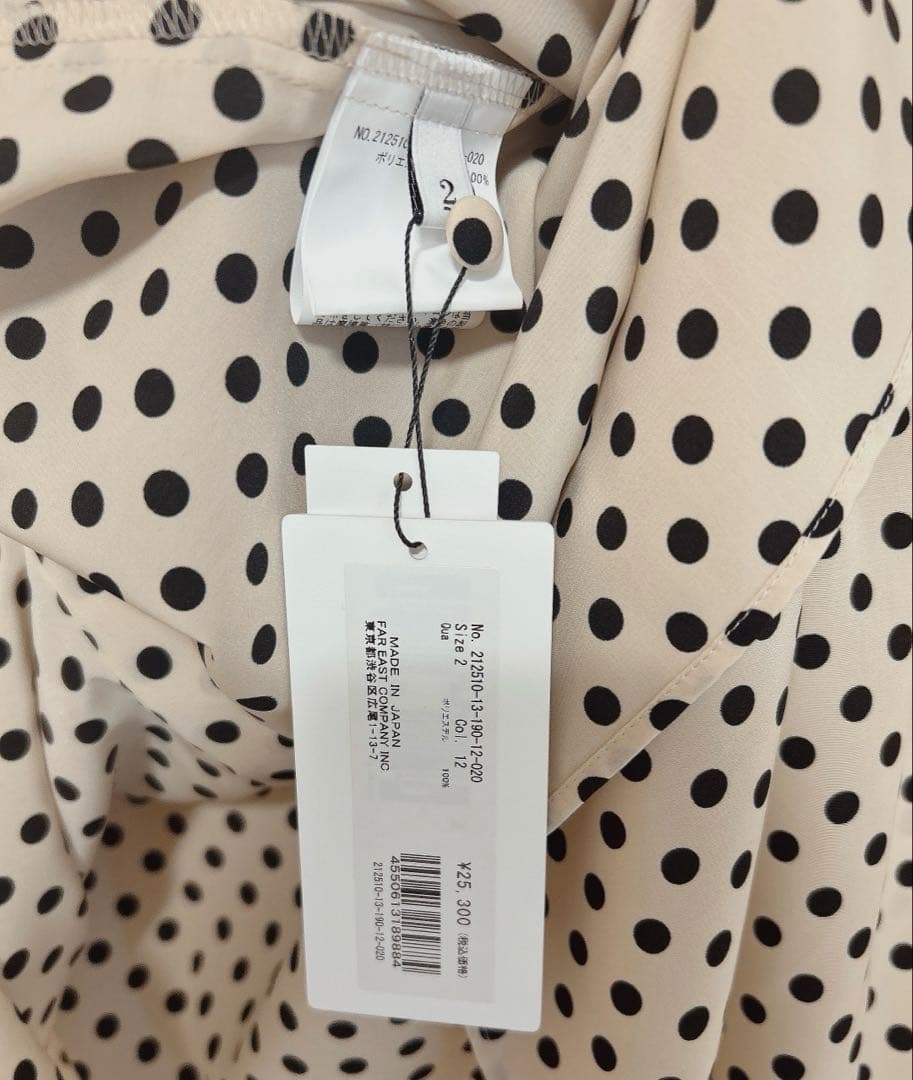 NO.21251
-020
ポリエ
00%
2
No. 212510-13-190-12-020
Size 2 Col. 12
Qua ポリエステル 100%
MADE IN JAPAN
FAR EAST COMPANY INC
東京都渋谷区広尾1-13-7
¥25,300 (税込価格)
4550613189884
212510-13-190-12-020